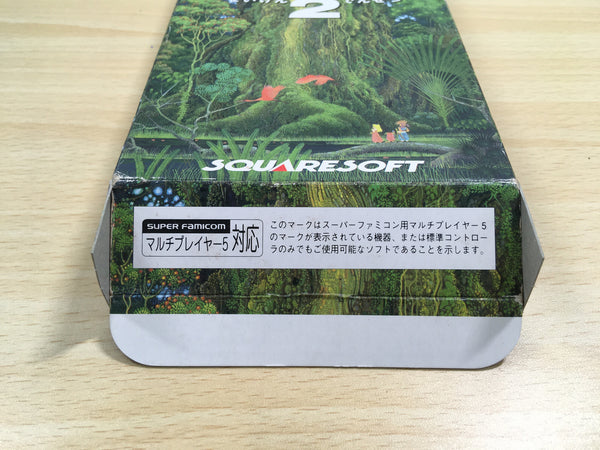 2
SQUARESOFT
SUPER FAMICOM
マルチプレイヤー5
対応
このマークはスーパーファミコン用マルチプレイヤー5
のマークが表示されている機器、または標準コントロー
ラのみでもご使用可能なソフトであることを示します。